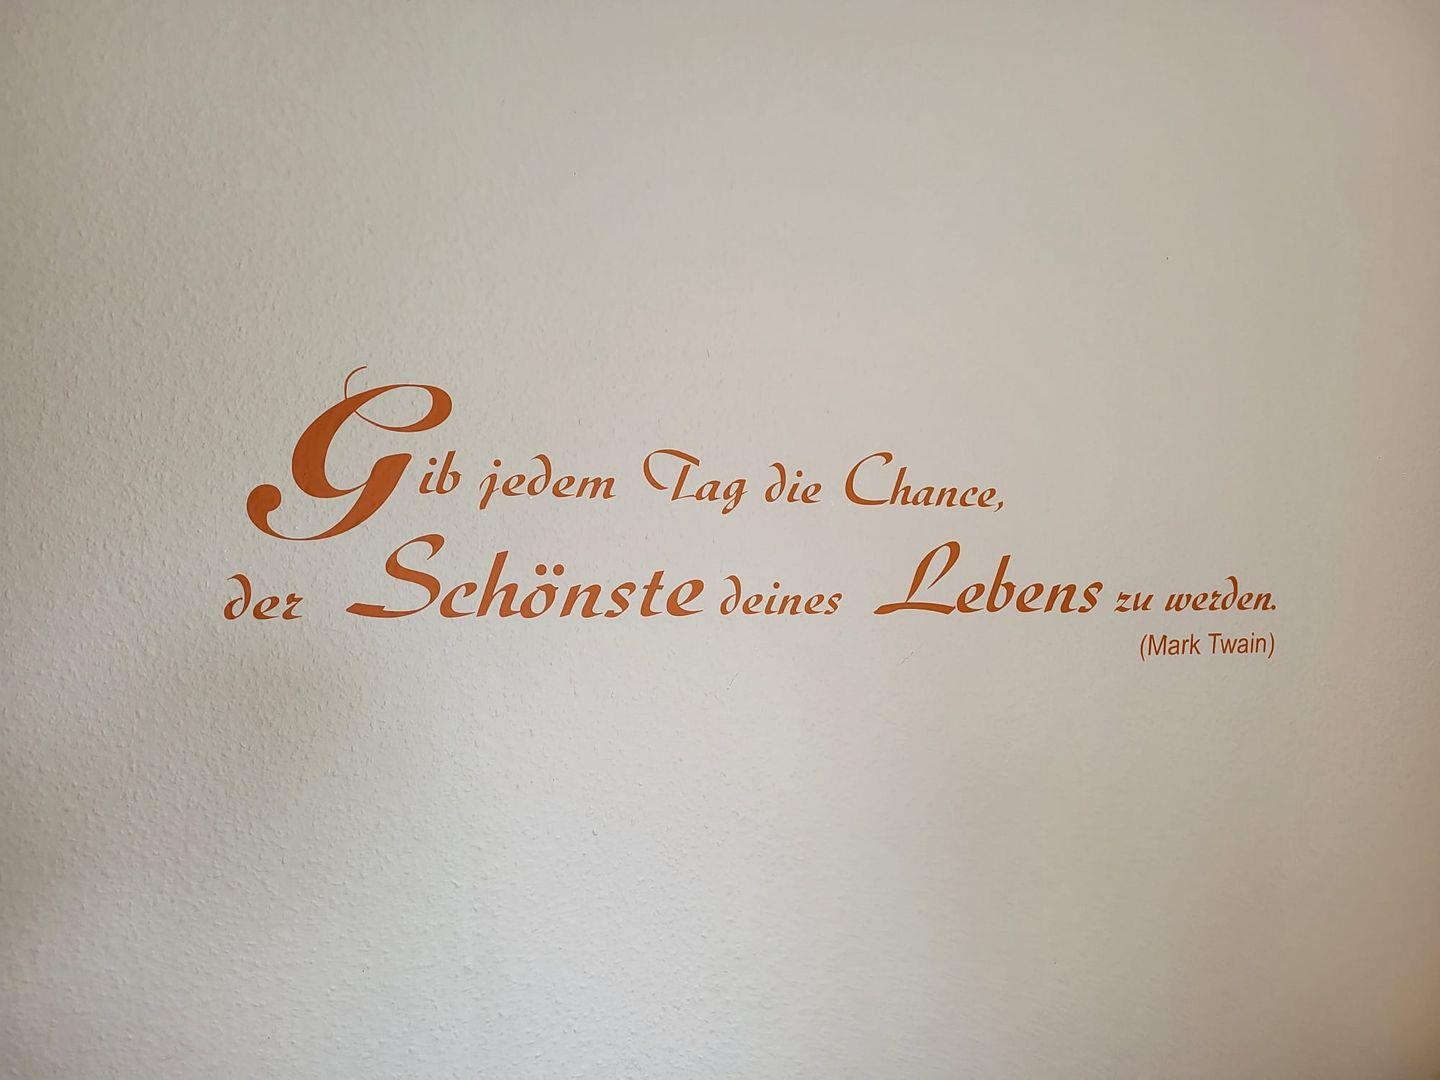 Gib jedem Tag die Chance,
der Schönste deines Lebens zu werden.
(Mark Twain)